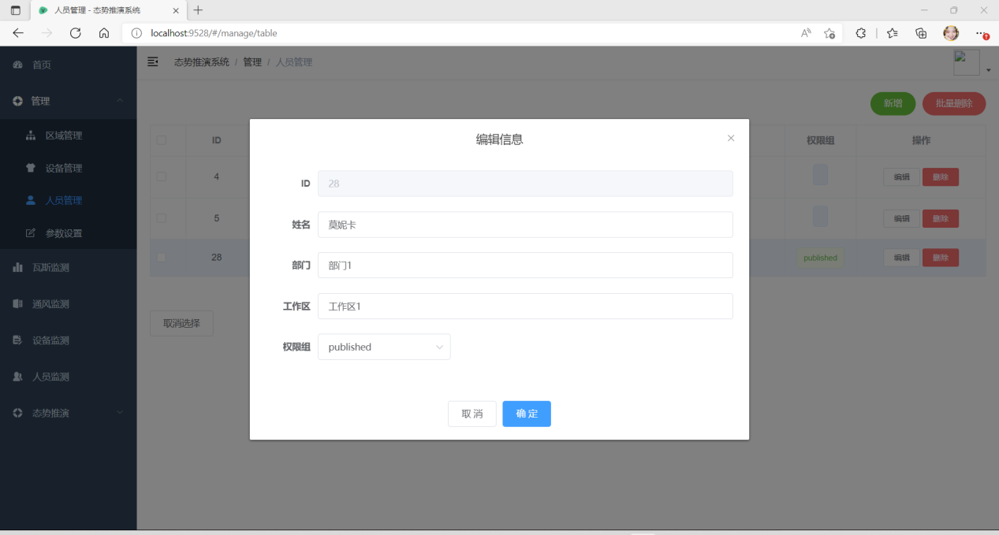 人员管理 - 态势推演系统
localhost:9528/#/manage/table
首页
态势推演系统 / 管理 / 人员管理
管理
新增 批量删除
区域管理
设备管理
人员管理
参数设置
瓦斯监测
通风监测
设备监测
人员监测
态势推演
ID 权限组 操作
4 编辑 删除
5 编辑 删除
28 published 编辑 删除
取消选择
编辑信息
ID 28
姓名 莫妮卡
部门 部门1
工作区 工作区1
权限组 published
取 消 确 定